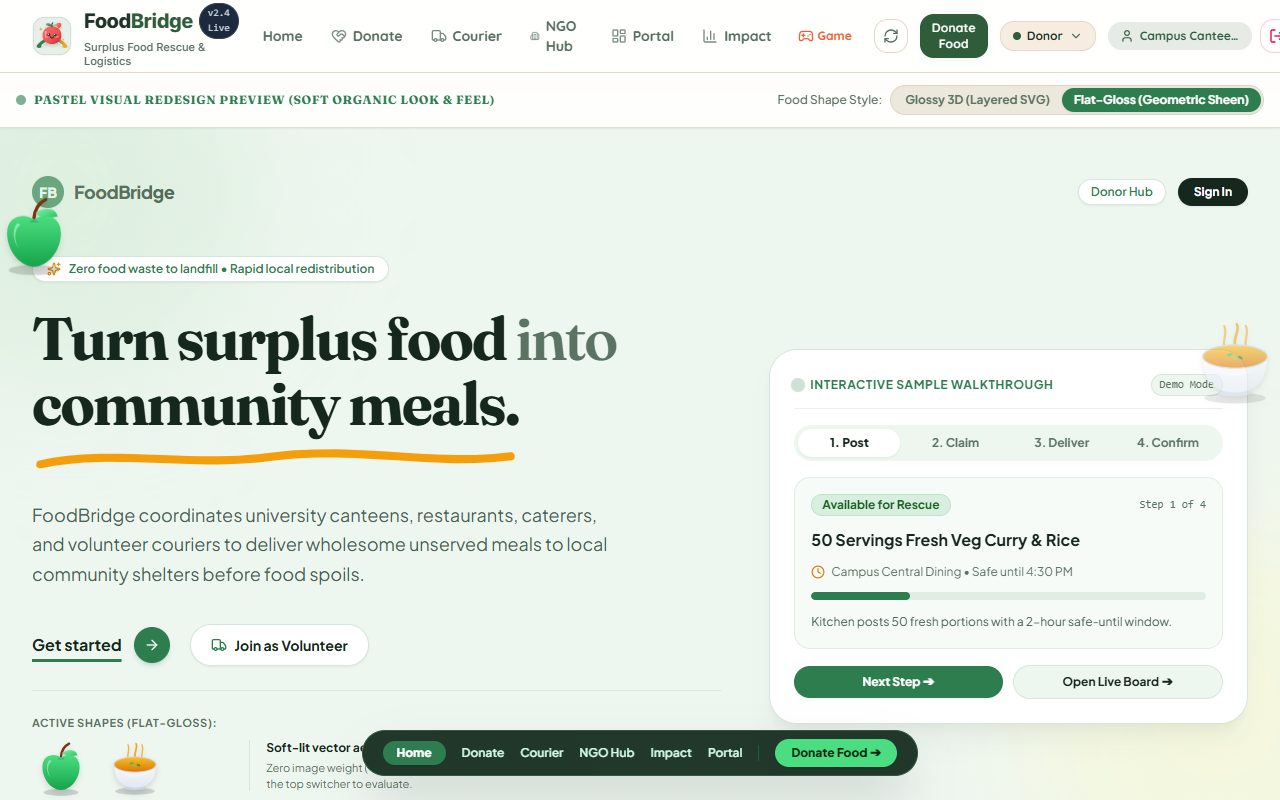 FoodBridge
v2.4
Live
Surplus Food Rescue &
Logistics
Home
Donate
Courier
NGO
Hub
Portal
Impact
Game
Donate
Food
Donor
Campus Cantee…
PASTEL VISUAL REDESIGN PREVIEW (SOFT ORGANIC LOOK & FEEL)
Food Shape Style:
Glossy 3D (Layered SVG)
Flat-Gloss (Geometric Sheen)
FB
FoodBridge
Donor Hub
Sign In
Zero food waste to landfill • Rapid local redistribution
Turn surplus food into
community meals.
FoodBridge coordinates university canteens, restaurants, caterers,
and volunteer couriers to deliver wholesome unserved meals to local
community shelters before food spoils.
Get started
Join as Volunteer
INTERACTIVE SAMPLE WALKTHROUGH
Demo Mode
1. Post
2. Claim
3. Deliver
4. Confirm
Available for Rescue
Step 1 of 4
50 Servings Fresh Veg Curry & Rice
Campus Central Dining • Safe until 4:30 PM
Kitchen posts 50 fresh portions with a 2-hour safe-until window.
Next Step ➔
Open Live Board ➔
ACTIVE SHAPES (FLAT-GLOSS):
Soft-lit vector
Zero image weight
the top switcher to evaluate.
Home
Donate
Courier
NGO Hub
Impact
Portal
Donate Food ➔